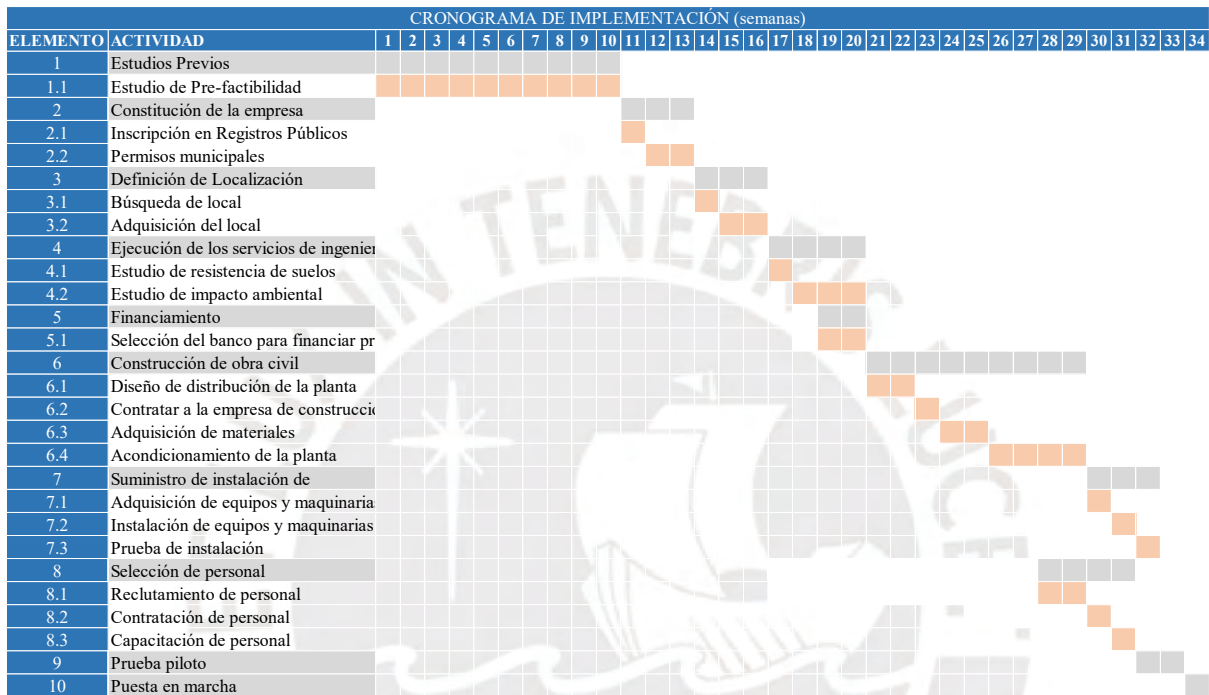 CRONOGRAMA DE IMPLEMENTACIÓN (semanas)
ELEMENTO ACTIVIDAD 1 2 3 4 5 6 7 8 9 10 11 12 13 14 15 16 17 18 19 20 21 22 23 24 25 26 27 28 29 30 31 32 33 34
1 Estudios Previos
1.1 Estudio de Pre-factibilidad
2 Constitución de la empresa
2.1 Inscripción en Registros Públicos
2.2 Permisos municipales
3 Definición de Localización
3.1 Búsqueda de local
3.2 Adquisición del local
4 Ejecución de los servicios de ingenier
4.1 Estudio de resistencia de suelos
4.2 Estudio de impacto ambiental
5 Financiamiento
5.1 Selección del banco para financiar pr
6 Construcción de obra civil
6.1 Diseño de distribución de la planta
6.2 Contratar a la empresa de construcció
6.3 Adquisición de materiales
6.4 Acondicionamiento de la planta
7 Suministro de instalación de
7.1 Adquisición de equipos y maquinaria
7.2 Instalación de equipos y maquinarias
7.3 Prueba de instalación
8 Selección de personal
8.1 Reclutamiento de personal
8.2 Contratación de personal
8.3 Capacitación de personal
9 Prueba piloto
10 Puesta en marcha